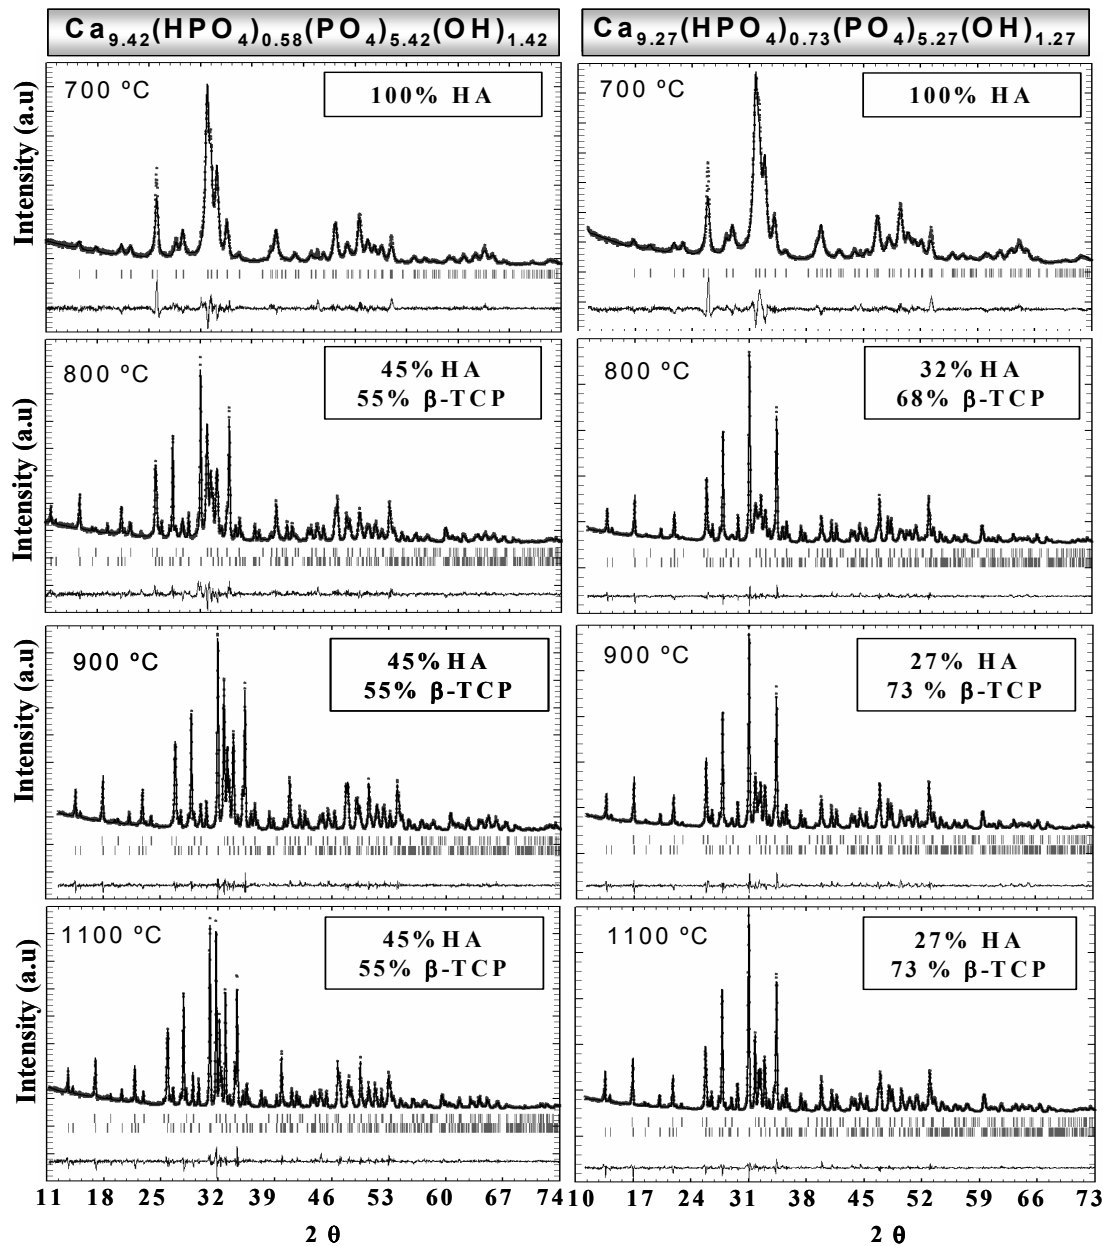 Ca9.42(HPO4)0.58(PO4)5.42(OH)1.42
Ca9.27(HPO4)0.73(PO4)5.27(OH)1.27
Intensity (a.u)
700 ºC
100% HA
700 ºC
100% HA
Intensity (a.u)
800 ºC
45% HA
55% β-TCP
800 ºC
32% HA
68% β-TCP
Intensity (a.u)
900 ºC
45% HA
55% β-TCP
900 ºC
27% HA
73 % β-TCP
Intensity (a.u)
1100 ºC
45% HA
55% β-TCP
1100 ºC
27% HA
73 % β-TCP
11 18 25 32 39 46 53 60 67 74
10 17 24 31 38 45 52 59 66 73
2 θ
2 θ